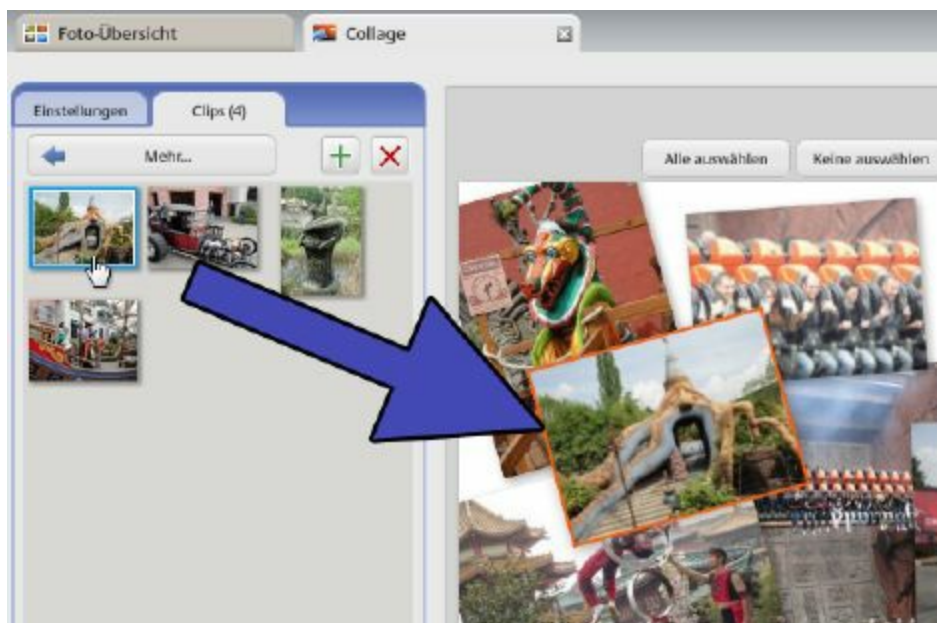 Foto-Übersicht
Collage
Einstellungen
Clips (4)
Mehr...
Alle auswählen
Keine auswählen